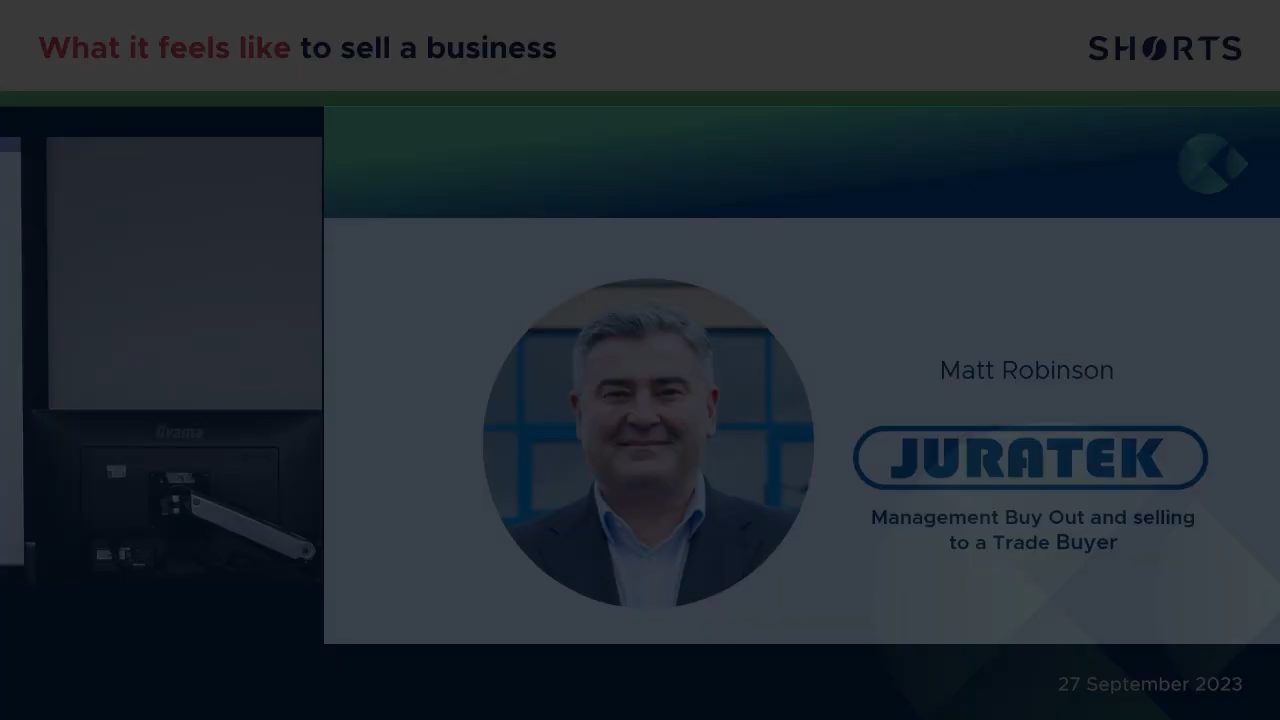 What it feels like to sell a business
SHORTS
iiyama
Matt Robinson
JURATEK
Management Buy Out and selling
to a Trade Buyer
27 September 2023